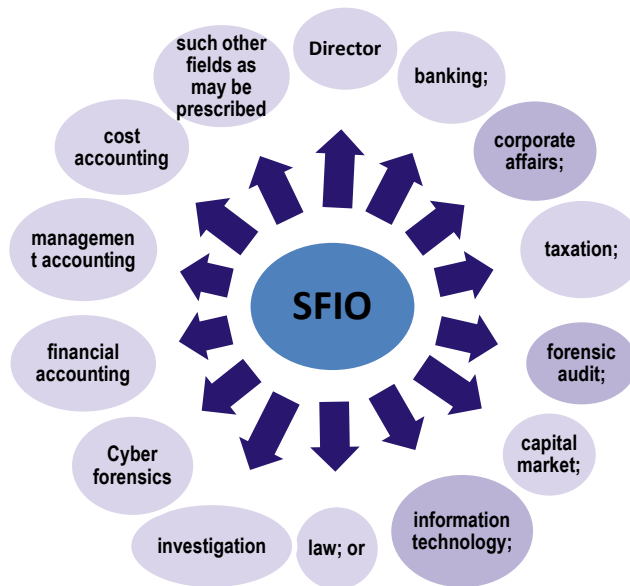 Director
banking;
corporate
affairs;
taxation;
forensic
audit;
capital
market;
information
technology;
law; or
investigation
Cyber
forensics
financial
accounting
managemen
t accounting
cost
accounting
such other
fields as
may be
prescribed
SFIO